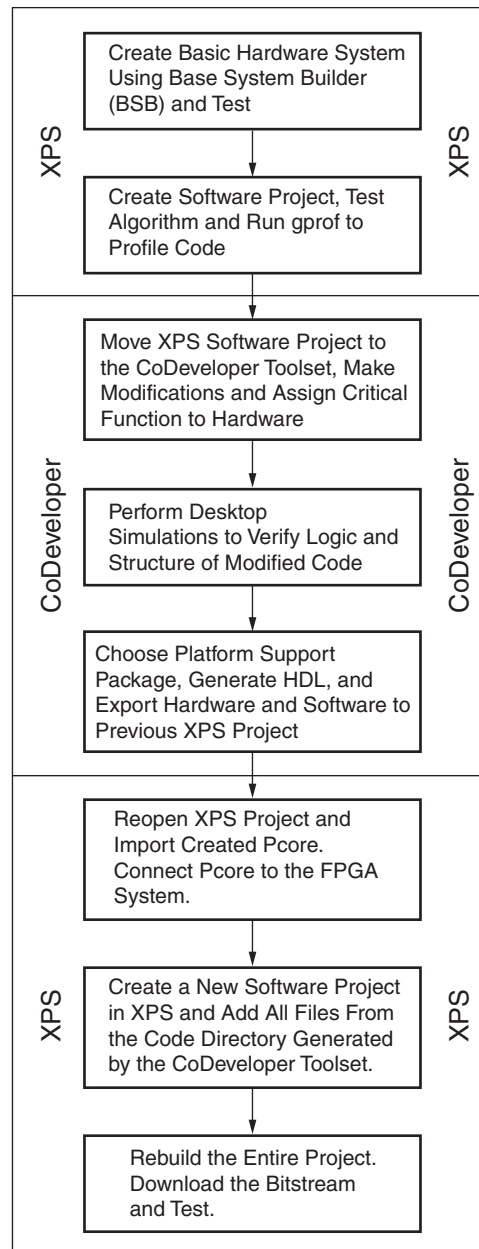 Create Basic Hardware System
Using Base System Builder
(BSB) and Test
XPS
XPS
Create Software Project, Test
Algorithm and Run gprof to
Profile Code
Move XPS Software Project to
the CoDeveloper Toolset, Make
Modifications and Assign Critical
Function to Hardware
CoDeveloper
CoDeveloper
Perform Desktop
Simulations to Verify Logic and
Structure of Modified Code
Choose Platform Support
Package, Generate HDL, and
Export Hardware and Software to
Previous XPS Project
Reopen XPS Project and
Import Created Pcore.
Connect Pcore to the FPGA
System.
XPS
XPS
Create a New Software Project
in XPS and Add All Files From
the Code Directory Generated
by the CoDeveloper Toolset.
Rebuild the Entire Project.
Download the Bitstream
and Test.